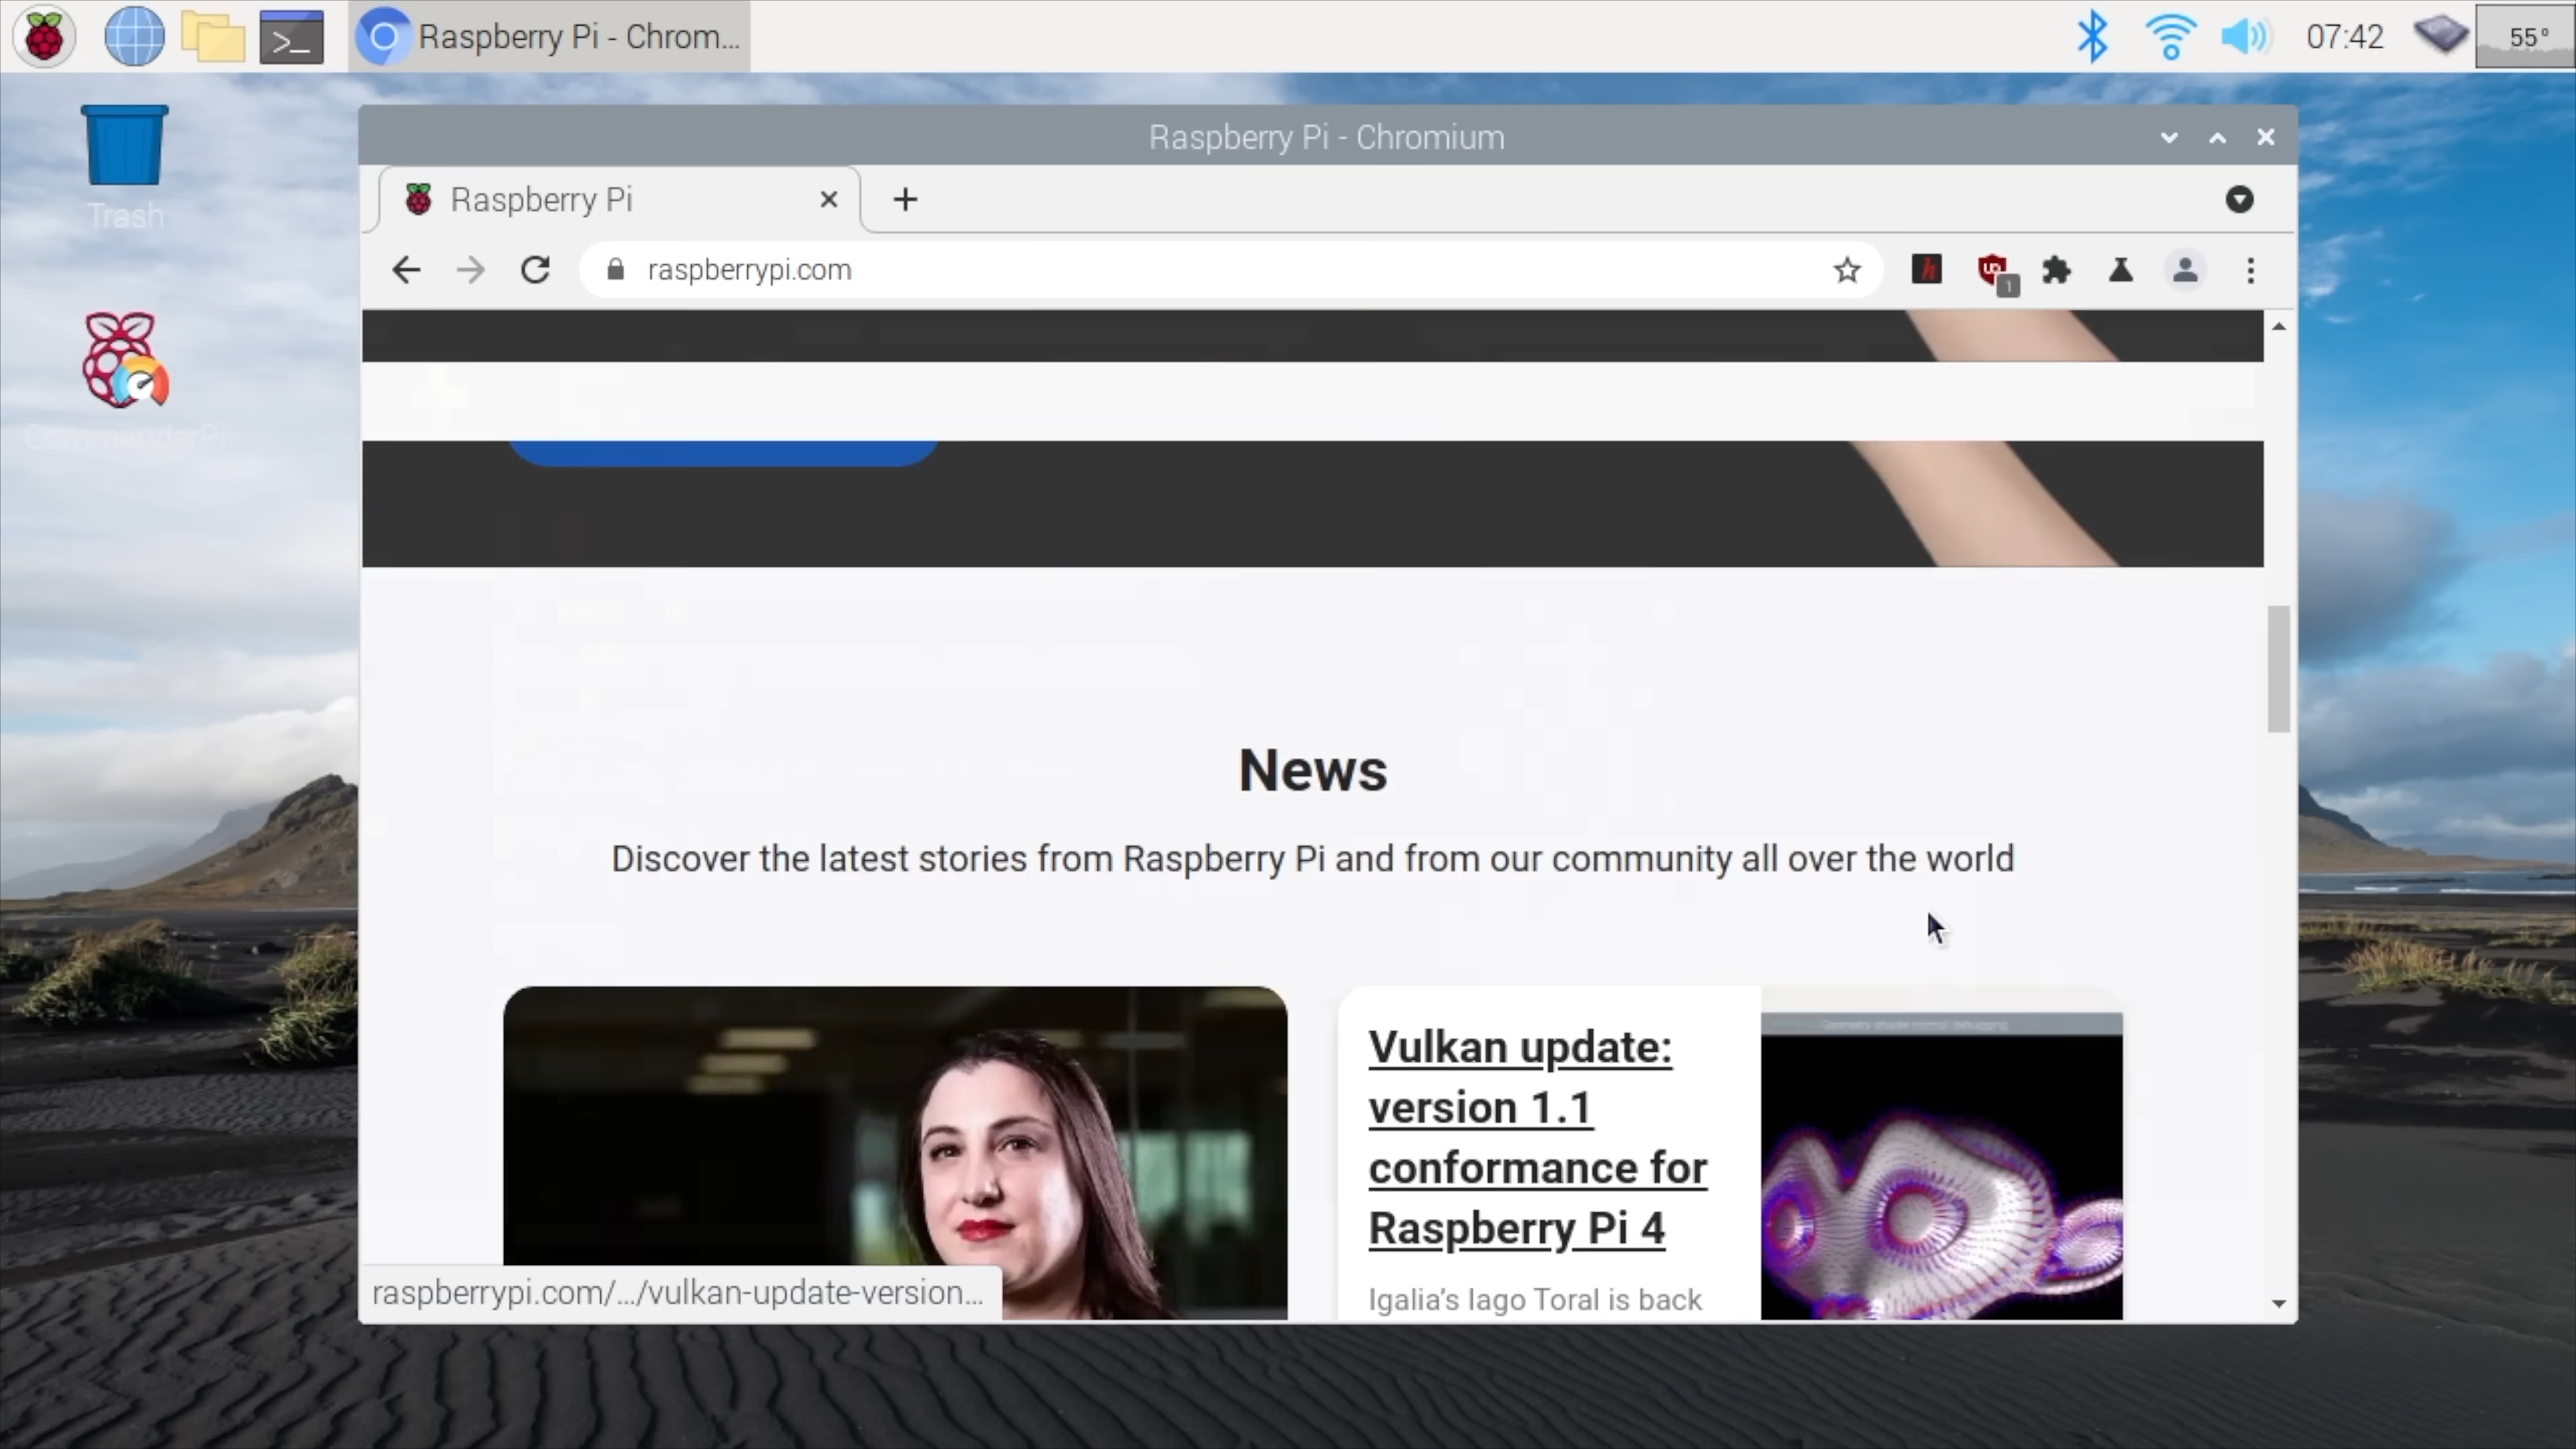 Raspberry Pi - Chrom...
07:42
55°
Trash
CommanderPi
Raspberry Pi - Chromium
Raspberry Pi
raspberrypi.com
1
News
Discover the latest stories from Raspberry Pi and from our community all over the world
Vulkan update:
version 1.1
conformance for
Raspberry Pi 4
Igalia’s Iago Toral is back
raspberrypi.com/.../vulkan-update-version...